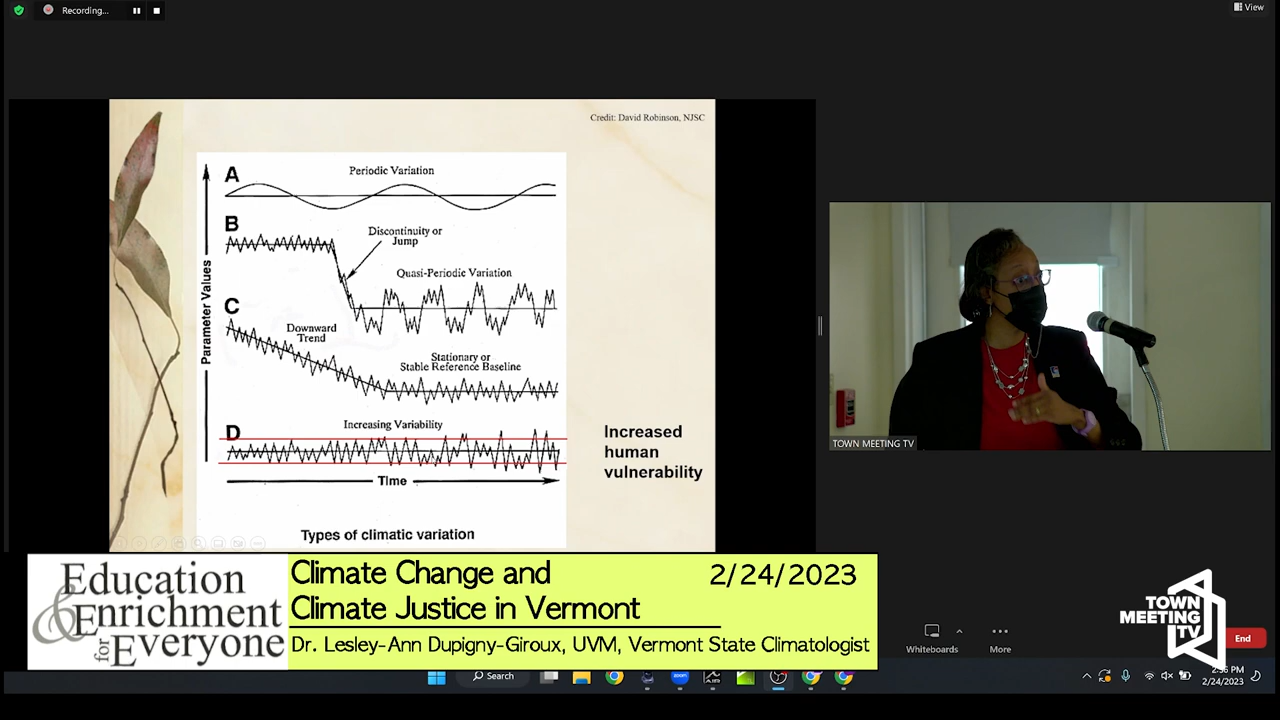 Recording...
View
Credit: David Robinson, NJSC
A
Periodic Variation
B
Discontinuity or
Jump
Quasi-Periodic Variation
C
Downward
Trend
Stationary or
Stable Reference Baseline
D
Increasing Variability
Parameter Values
Time
Types of climatic variation
Increased
human
vulnerability
TOWN MEETING TV
Education
& Enrichment
for Everyone
Climate Change and
2/24/2023
Climate Justice in Vermont
Dr. Lesley-Ann Dupigny-Giroux, UVM, Vermont State Climatologist
Whiteboards
More
TOWN
MEETING
TV
End
Search
zoom
PM
2/24/2023